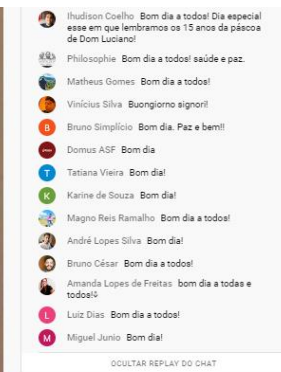 Ihudison Coelho Bom dia a todos! Dia especial
esse em que lembramos os 15 anos da páscoa
de Dom Luciano!
Philosophie Bom dia a todos! saúde e paz.
Matheus Gomes Bom dia a todos!
Vinícius Silva Buongiorno signori!
B Bruno Simplício Bom dia. Paz e bem!!
Domus ASF Bom dia
T Tatiana Vieira Bom dia!
K Karine de Souza Bom dia!
Magno Reis Ramalho Bom dia a todos!
André Lopes Silva Bom dia!
Bruno César Bom dia a todos!
Amanda Lopes de Freitas bom dia a todas e
todos!
L Luiz Dias Bom dia a todos!
M Miguel Junio Bom dia!
OCULTAR REPLAY DO CHAT